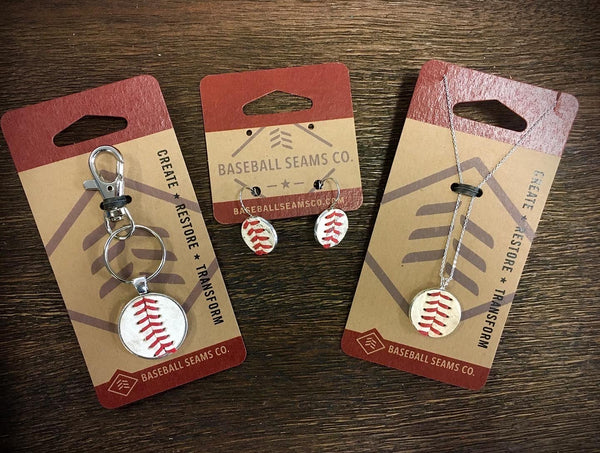 CREATE ★ RESTORE ★ TRANSFORM
BASEBALL SEAMS CO.
BASEBALL SEAMS CO.
BASEBALLSEAMSCO.COM
CREATE ★ RESTORE ★ TRANSFORM
BASEBALL SEAMS CO.